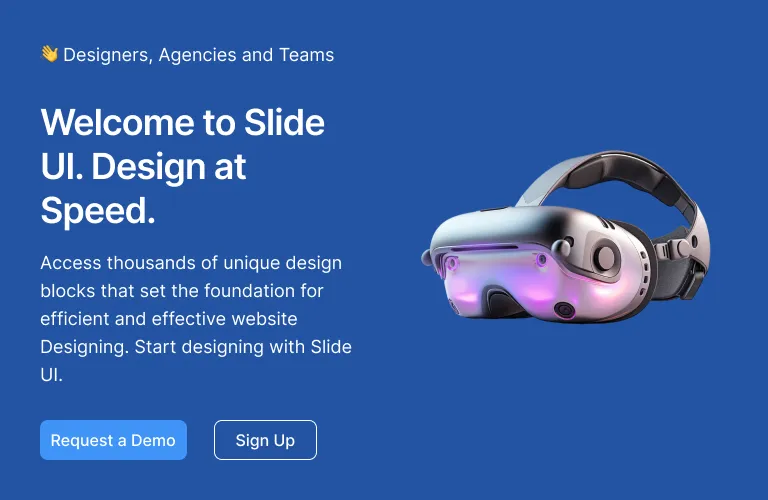 👋 Designers, Agencies and Teams
Welcome to Slide
UI. Design at
Speed.
Access thousands of unique design
blocks that set the foundation for
efficient and effective website
Designing. Start designing with Slide
UI.
Request a Demo
Sign Up